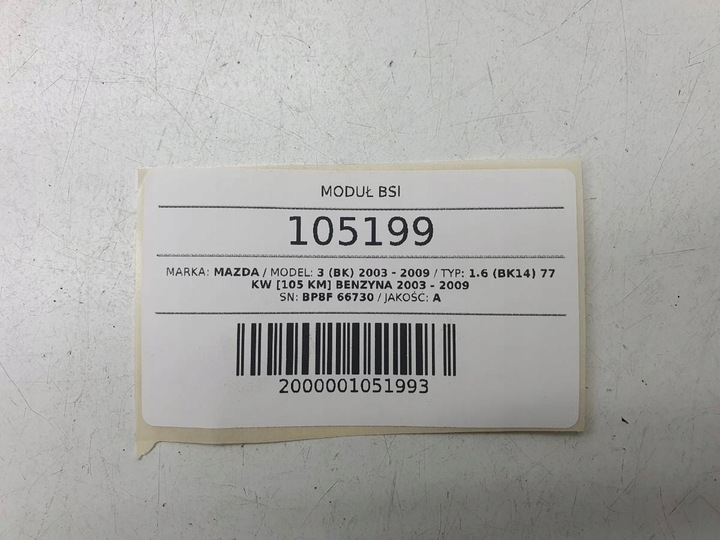 MODUŁ BSI
105199
MARKA: MAZDA / MODEL: 3 (BK) 2003 - 2009 / TYP: 1.6 (BK14) 77
KW [105 KM] BENZYNA 2003 - 2009
SN: BP8F 66730 / JAKOŚĆ: A
2000001051993